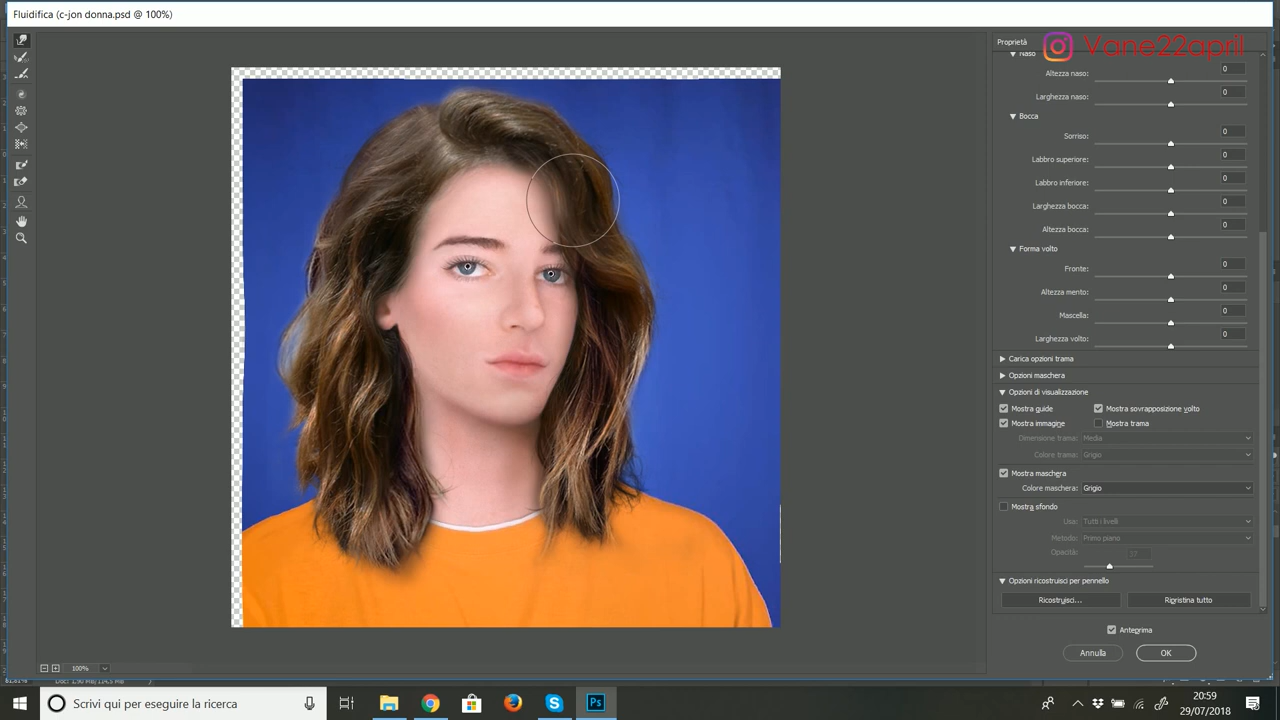 Fluidifica (c-jon donna.psd @ 100%)
Proprietà
Vane22april
Naso
Altezza naso: 0
Larghezza naso: 0
Bocca
Sorriso: 0
Labbro superiore: 0
Labbro inferiore: 0
Larghezza bocca: 0
Altezza bocca: 0
Forma volto
Fronte: 0
Altezza mento: 0
Mascella: 0
Larghezza volto: 0
Carica opzioni trama
Opzioni maschera
Opzioni di visualizzazione
Mostra guide Mostra sovrapposizione volto
Mostra immagine Mostra trama
Dimensione trama: Media
Colore trama: Grigio
Mostra maschera
Colore maschera: Grigio
Mostra sfondo
Usa: Tutti i livelli
Metodo: Primo piano
Opacità:
Opzioni ricostruisci per pennello
Ricostruisci... Ripristina tutto
Anteprima
Annulla OK
100%
Scrivi qui per eseguire la ricerca
Ps
20:59
29/07/2018